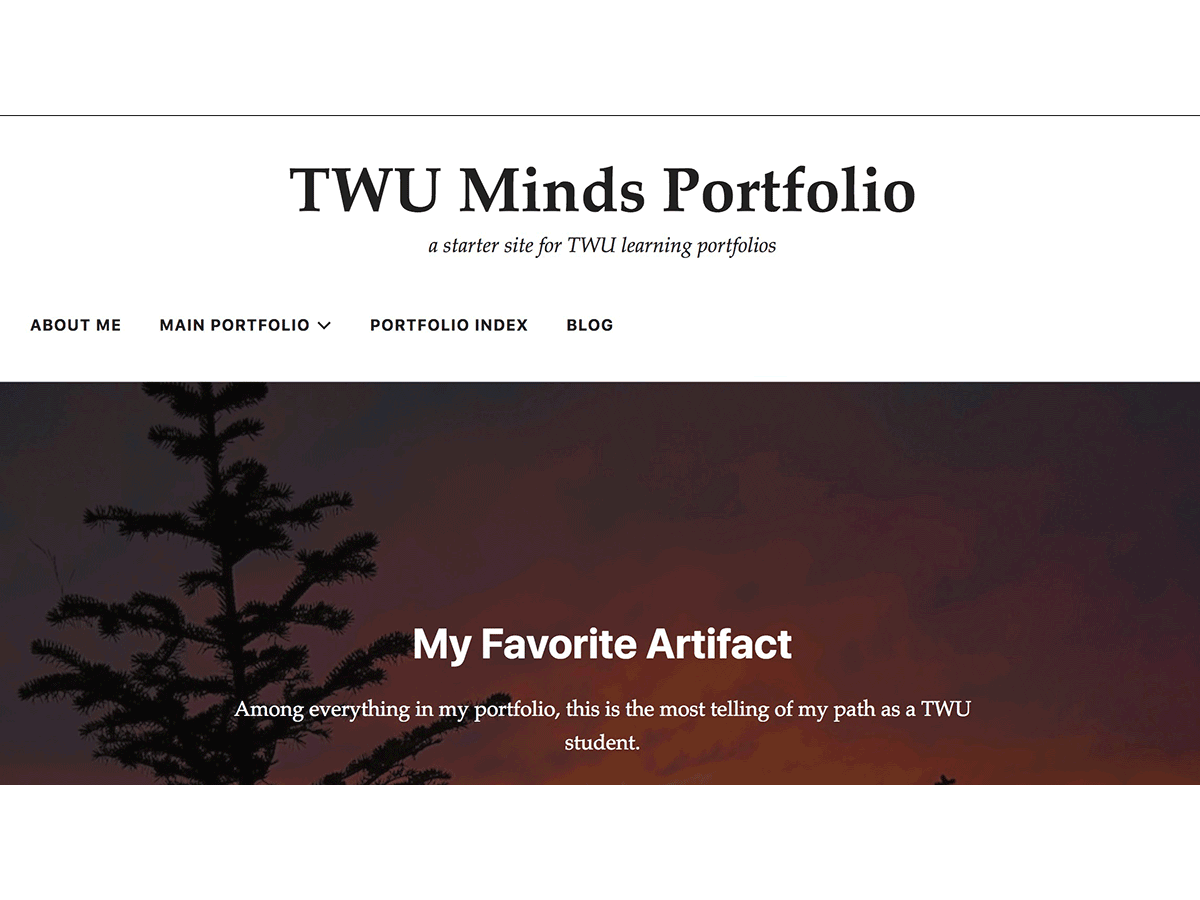 TWU Minds Portfolio
a starter site for TWU learning portfolios
ABOUT ME MAIN PORTFOLIO PORTFOLIO INDEX BLOG
My Favorite Artifact
Among everything in my portfolio, this is the most telling of my path as a TWU
student.